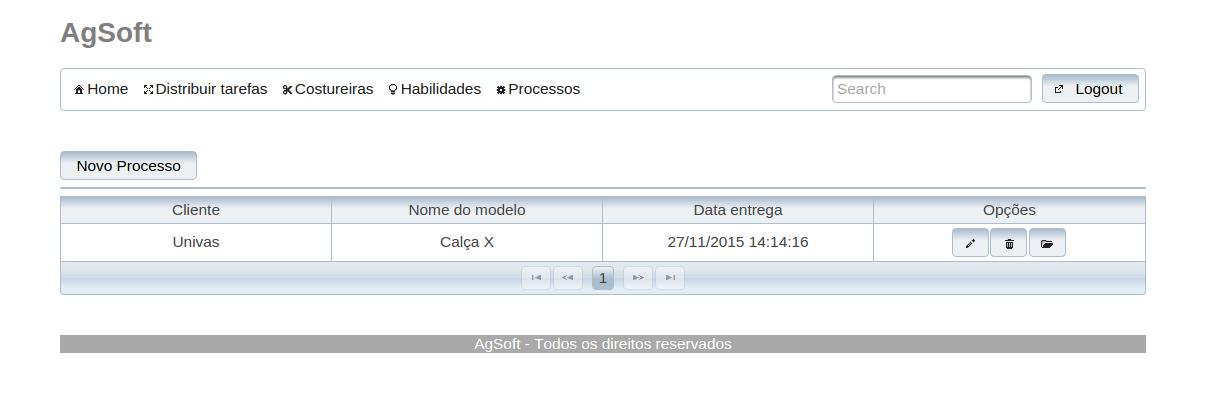 AgSoft
Home Distribuir tarefas Costureiras Habilidades Processos Search Logout
Novo Processo
Cliente Nome do modelo Data entrega Opções
Univas Calça X 27/11/2015 14:14:16
1
AgSoft - Todos os direitos reservados